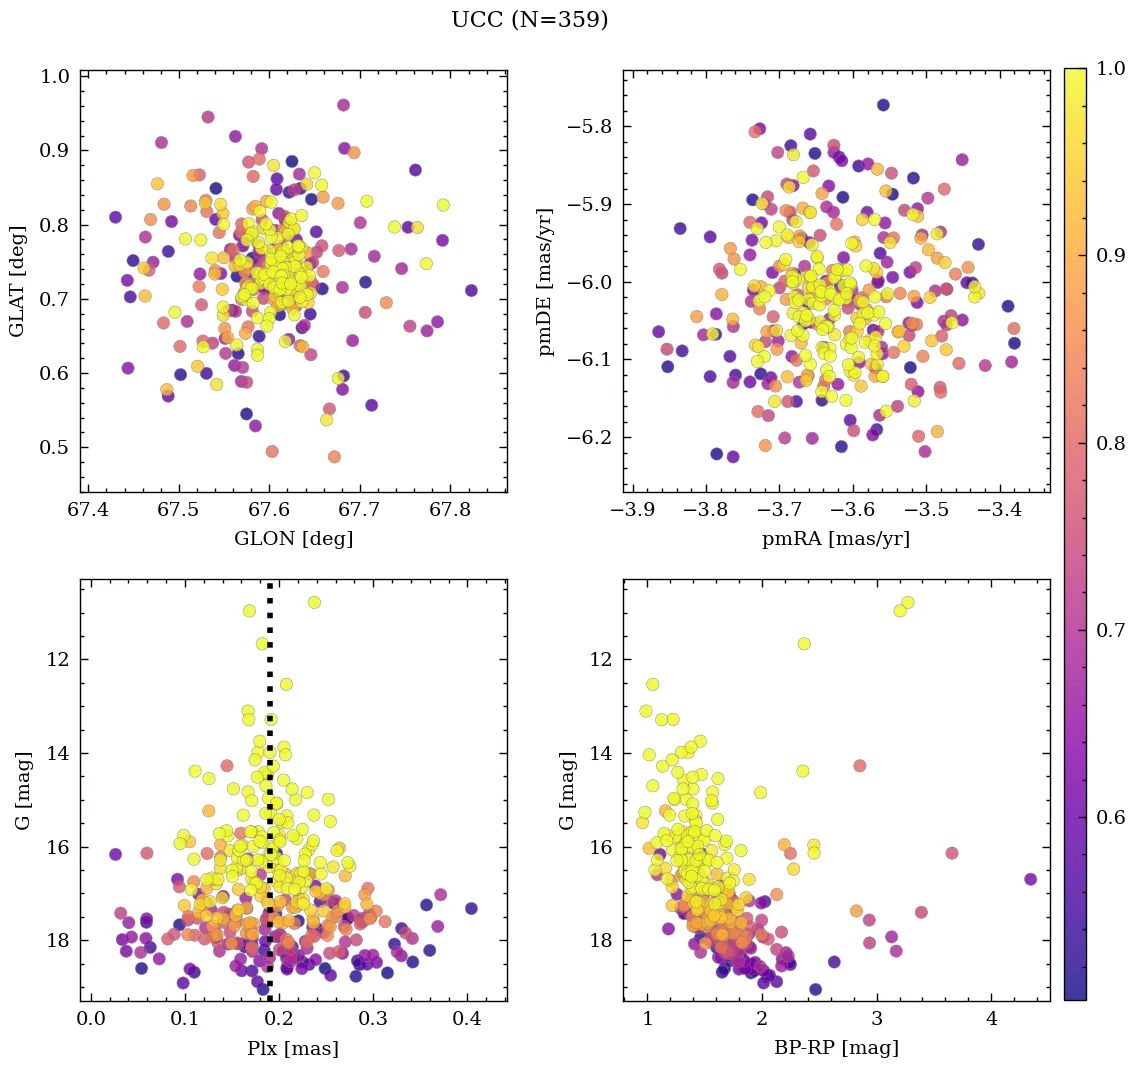 UCC (N=359)
1.0
0.9
0.8
0.7
0.6
0.5
GLAT [deg]
67.4 67.5 67.6 67.7 67.8
GLON [deg]
−5.8
−5.9
−6.0
−6.1
−6.2
pmDE [mas/yr]
−3.9 −3.8 −3.7 −3.6 −3.5 −3.4
pmRA [mas/yr]
12
14
16
18
G [mag]
0.0 0.1 0.2 0.3 0.4
Plx [mas]
12
14
16
18
G [mag]
1 2 3 4
BP-RP [mag]
1.0
0.9
0.8
0.7
0.6